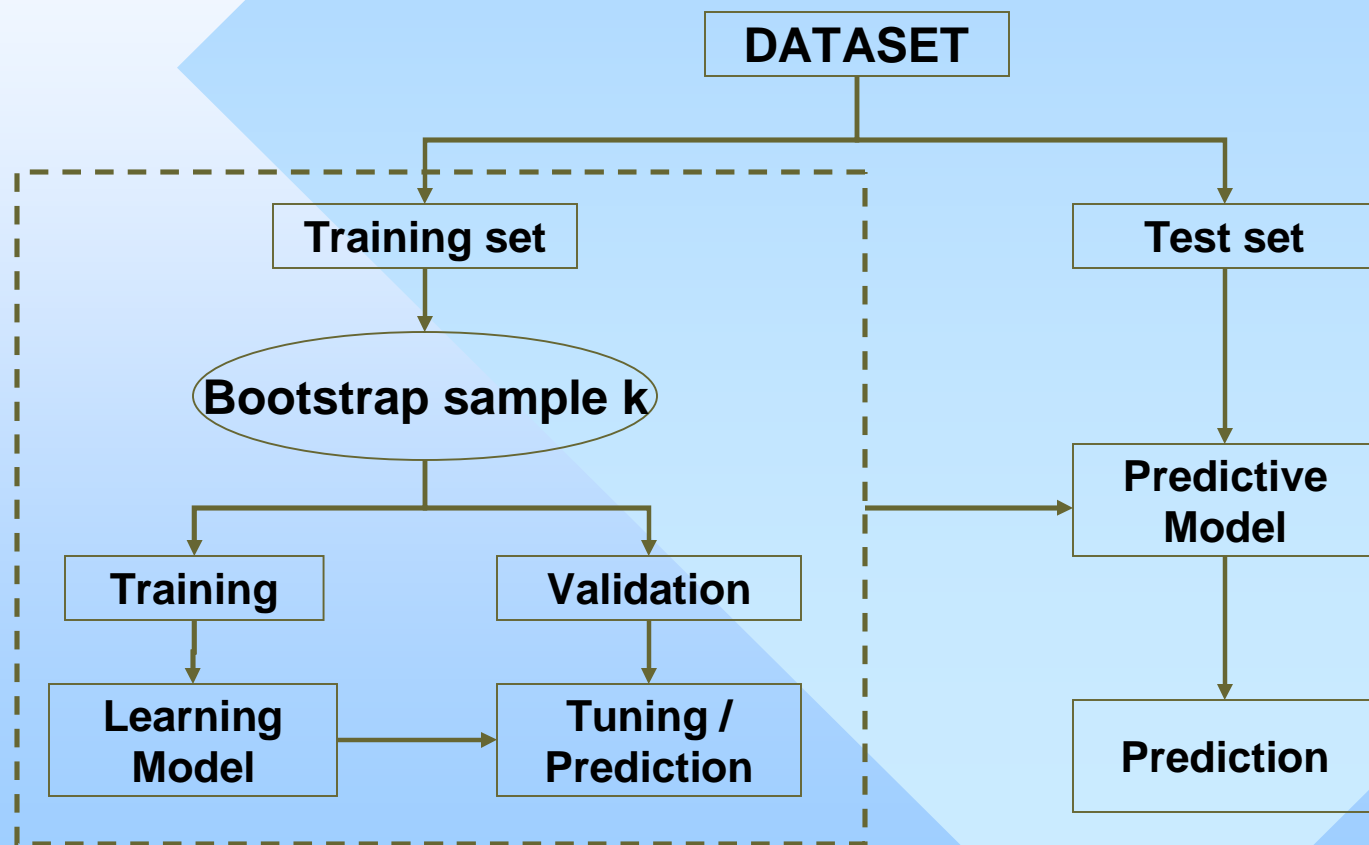 DATASET
Training set
Test set
Bootstrap sample k
Predictive
Model
Training
Validation
Learning
Model
Tuning /
Prediction
Prediction